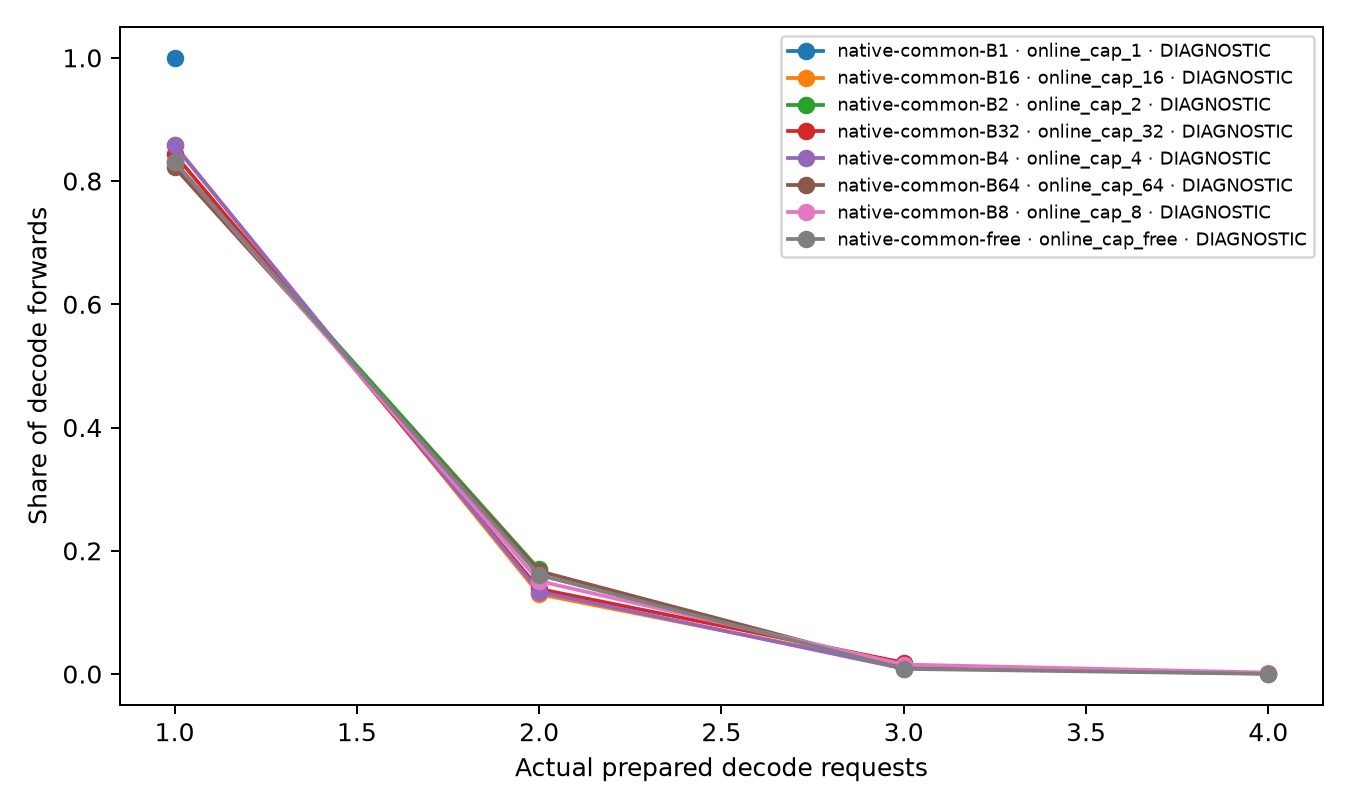 native-common-B1 · online_cap_1 · DIAGNOSTIC
native-common-B16 · online_cap_16 · DIAGNOSTIC
native-common-B2 · online_cap_2 · DIAGNOSTIC
native-common-B32 · online_cap_32 · DIAGNOSTIC
native-common-B4 · online_cap_4 · DIAGNOSTIC
native-common-B64 · online_cap_64 · DIAGNOSTIC
native-common-B8 · online_cap_8 · DIAGNOSTIC
native-common-free · online_cap_free · DIAGNOSTIC
Share of decode forwards
1.0
0.8
0.6
0.4
0.2
0.0
1.0 1.5 2.0 2.5 3.0 3.5 4.0
Actual prepared decode requests